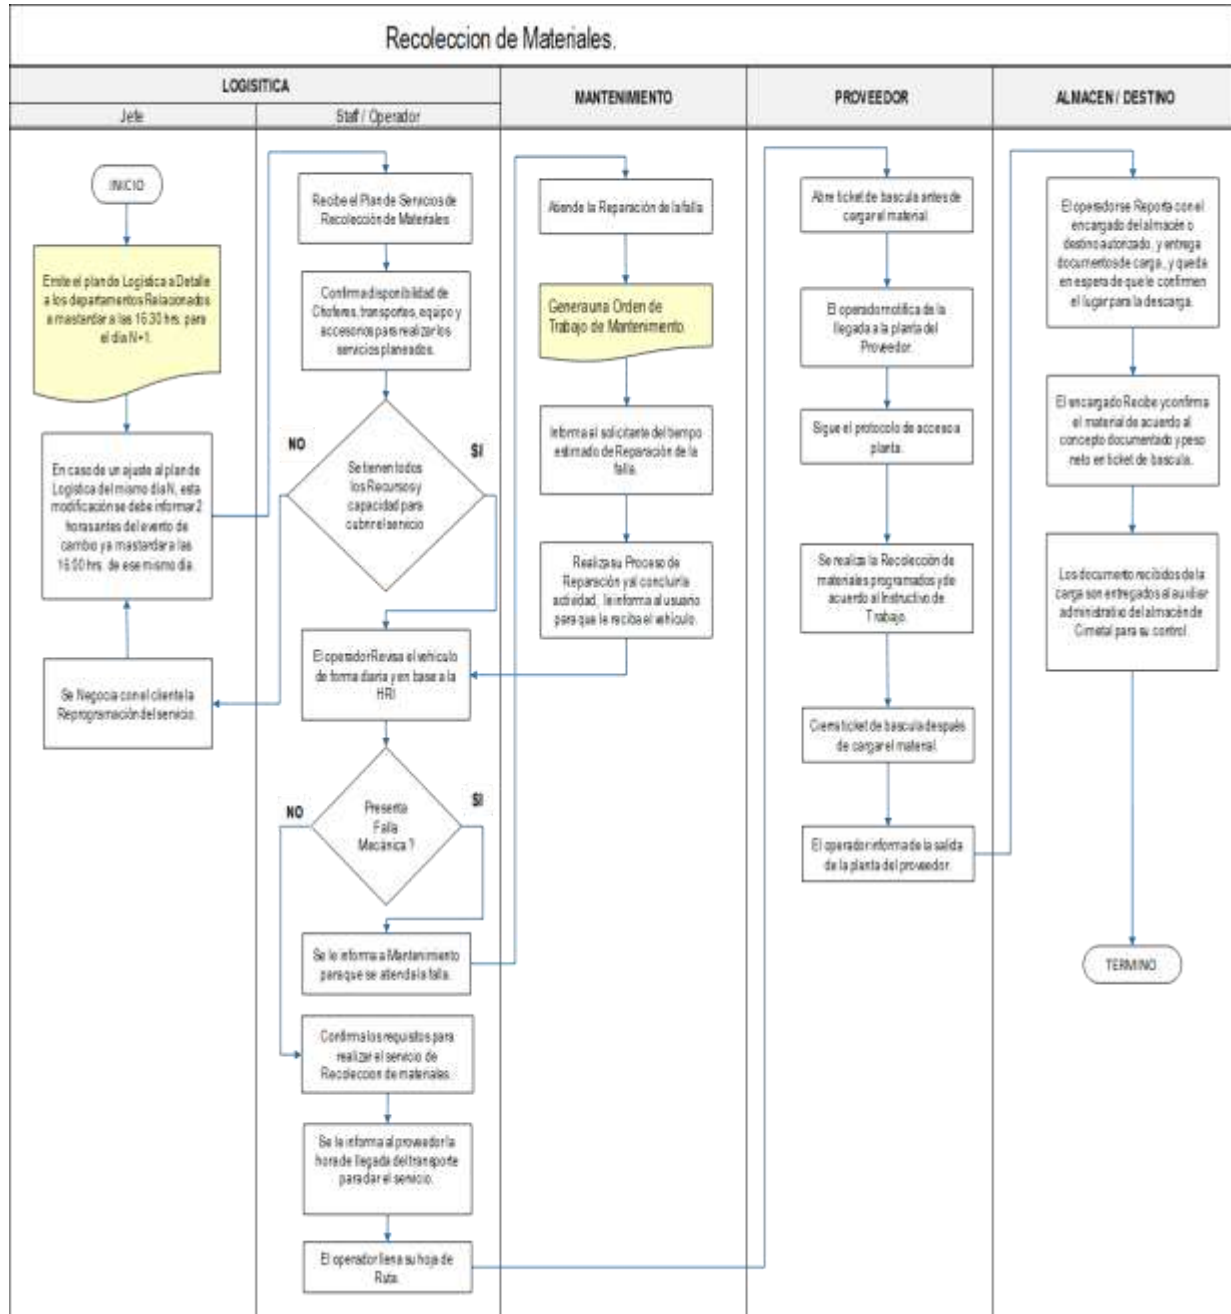 Recoleccion de Materiales.
LOGISITICA
MANTENIMIENTO
PROVEEDOR
ALMACEN / DESTINO
Jefe
Staff / Operador
INICIO
Emite el plan de Logística a Detalle
a los departamentos Relacionados
a mastardar a las 16:30 hrs. para
el dia N+1.
En caso de un ajuste al plan de
Logística del mismo día N, esta
modificación se debe informar 2
horas antes del evento de
cambio y a mastardar a las
16:00 hrs. de ese mismo día.
Se Negocia con el cliente la
Reprogramación del servicio.
Recibe el Plan de Servicios de
Recolección de Materiales
Confirma disponibilidad de
Choferes, transportes, equipo y
accesorios para realizar los
servicios planeados.
NO
SI
Se tienen todos
los Recursos y
capacidad para
cubrir el servicio
El operador Revisa el vehículo
de forma diaria y en base a la
HRI
NO
SI
Presenta
Falla
Mecánica ?
Se le informa a Mantenimiento
para que se atienda la falla.
Confirma los requisitos para
realizar el servicio de
Recoleccion de materiales.
Se le informa al proveedor la
hora de llegada del transporte
para dar el servicio.
El operador llena su hoja de
Ruta.
Atiende la Reparación de la falla
Genera una Orden de
Trabajo de Mantenimiento.
Informa al solicitante del tiempo
estimado de Reparación de la
falla.
Realiza su Proceso de
Reparación y al concluir la
actividad, le informa al usuario
para que le reciba el vehículo.
Abre ticket de bascula antes de
cargar el material.
El operador notifica de la
llegada a la planta del
Proveedor.
Sigue el protocolo de acceso a
planta.
Se realiza la Recolección de
materiales programados y de
acuerdo al Instructivo de
Trabajo.
Cierra ticket de bascula después
de cargar el material.
El operador informa de la salida
de la planta del proveedor.
El operador se Reporta con el
encargado del almacén o
destino autorizado, y entrega
documentos de carga, y queda
en espera de que le confirmen
el lugar para la descarga.
El encargado Recibe y confirma
el material de acuerdo al
concepto documentado y peso
neto en ticket de bascula.
Los documento recibidos de la
carga son entregados al auxiliar
administrativo del almacén de
Cimetal para su control.
TERMINO